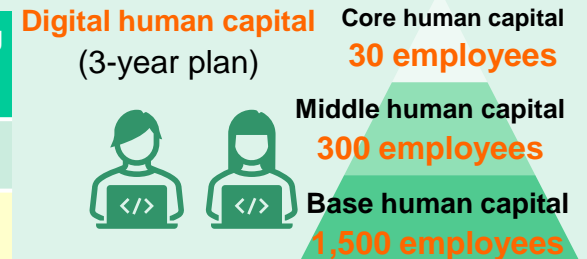 Digital human capital
(3-year plan)
Core human capital
30 employees
Middle human capital
300 employees
</>
</>
Base human capital
1,500 employees